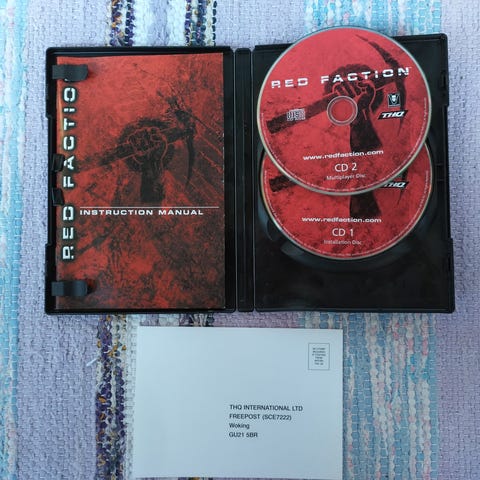 RED FACTION
INSTRUCTION MANUAL
RED FACTION
THQ
www.redfaction.com
CD 2
Multiplayer Disc
THQ
www.redfaction.com
CD 1
Installation Disc
THQ INTERNATIONAL LTD
FREEPOST (SCE7222)
Woking
GU21 5BR